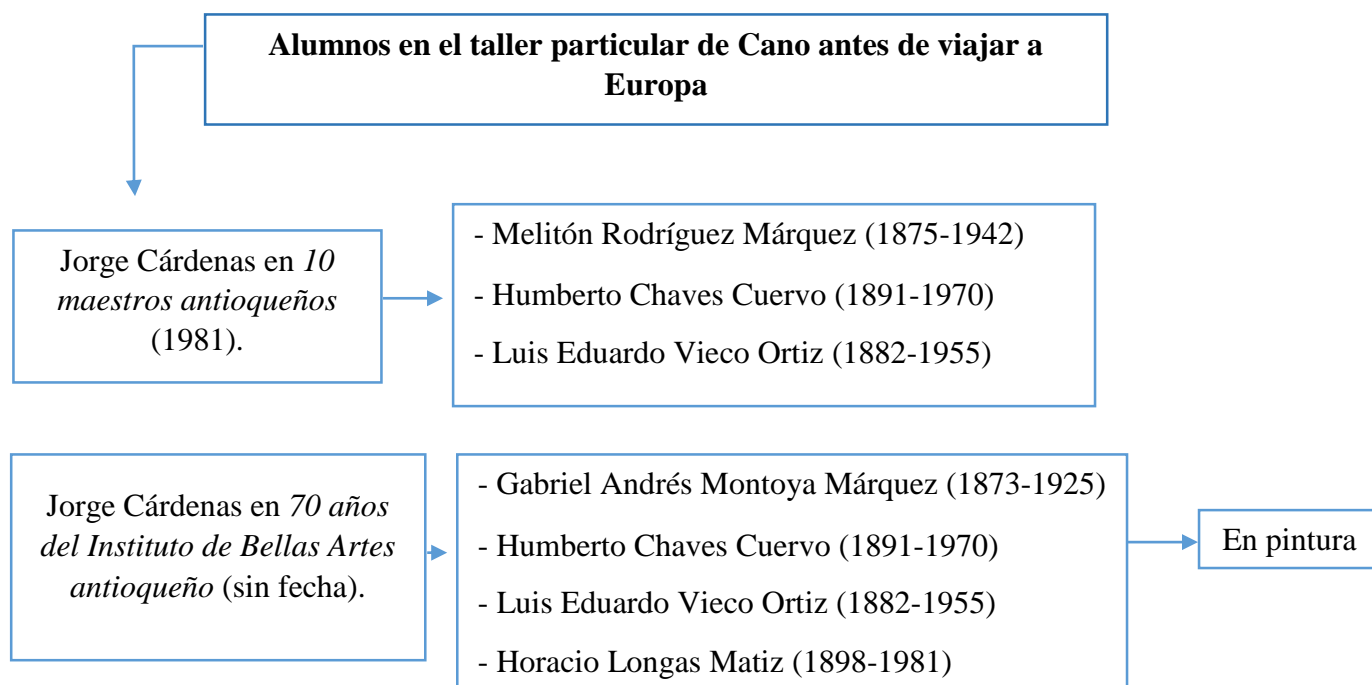 Alumnos en el taller particular de Cano antes de viajar a
Europa
Jorge Cárdenas en 10
maestros antioqueños
(1981).
- Melitón Rodríguez Márquez (1875-1942)
- Humberto Chaves Cuervo (1891-1970)
- Luis Eduardo Vieco Ortiz (1882-1955)
Jorge Cárdenas en 70 años
del Instituto de Bellas Artes
antioqueño (sin fecha).
- Gabriel Andrés Montoya Márquez (1873-1925)
- Humberto Chaves Cuervo (1891-1970)
- Luis Eduardo Vieco Ortiz (1882-1955)
- Horacio Longas Matiz (1898-1981)
En pintura